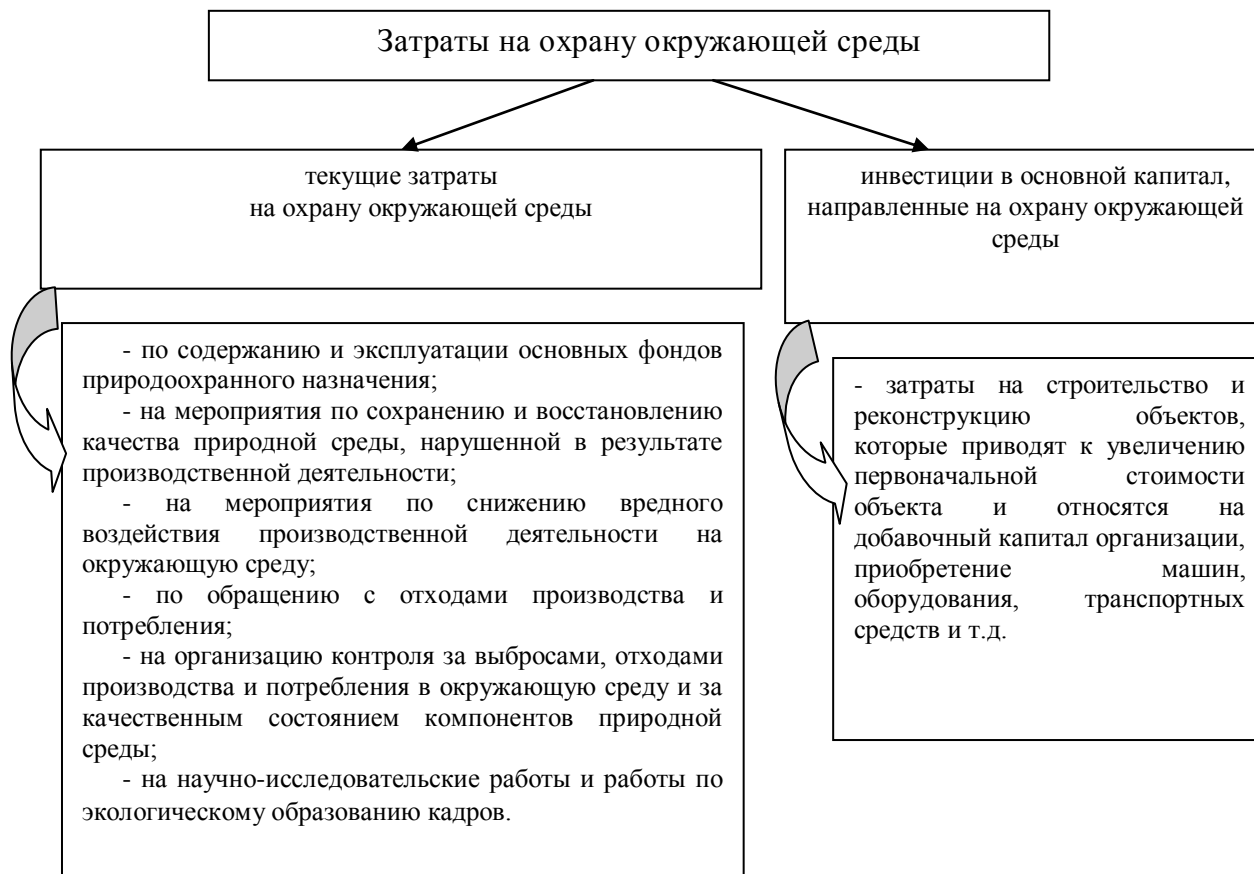 Затраты на охрану окружающей среды
текущие затраты
на охрану окружающей среды
инвестиции в основной капитал,
направленные на охрану окружающей
среды
- по содержанию и эксплуатации основных фондов
природоохранного назначения;
- на мероприятия по сохранению и восстановлению
качества природной среды, нарушенной в результате
производственной деятельности;
- на мероприятия по снижению вредного
воздействия производственной деятельности на
окружающую среду;
- по обращению с отходами производства и
потребления;
- на организацию контроля за выбросами, отходами
производства и потребления в окружающую среду и за
качественным состоянием компонентов природной
среды;
- на научно-исследовательские работы и работы по
экологическому образованию кадров.
- затраты на строительство и
реконструкцию объектов,
которые приводят к увеличению
первоначальной стоимости
объекта и относятся на
добавочный капитал организации,
приобретение машин,
оборудования, транспортных
средств и т.д.